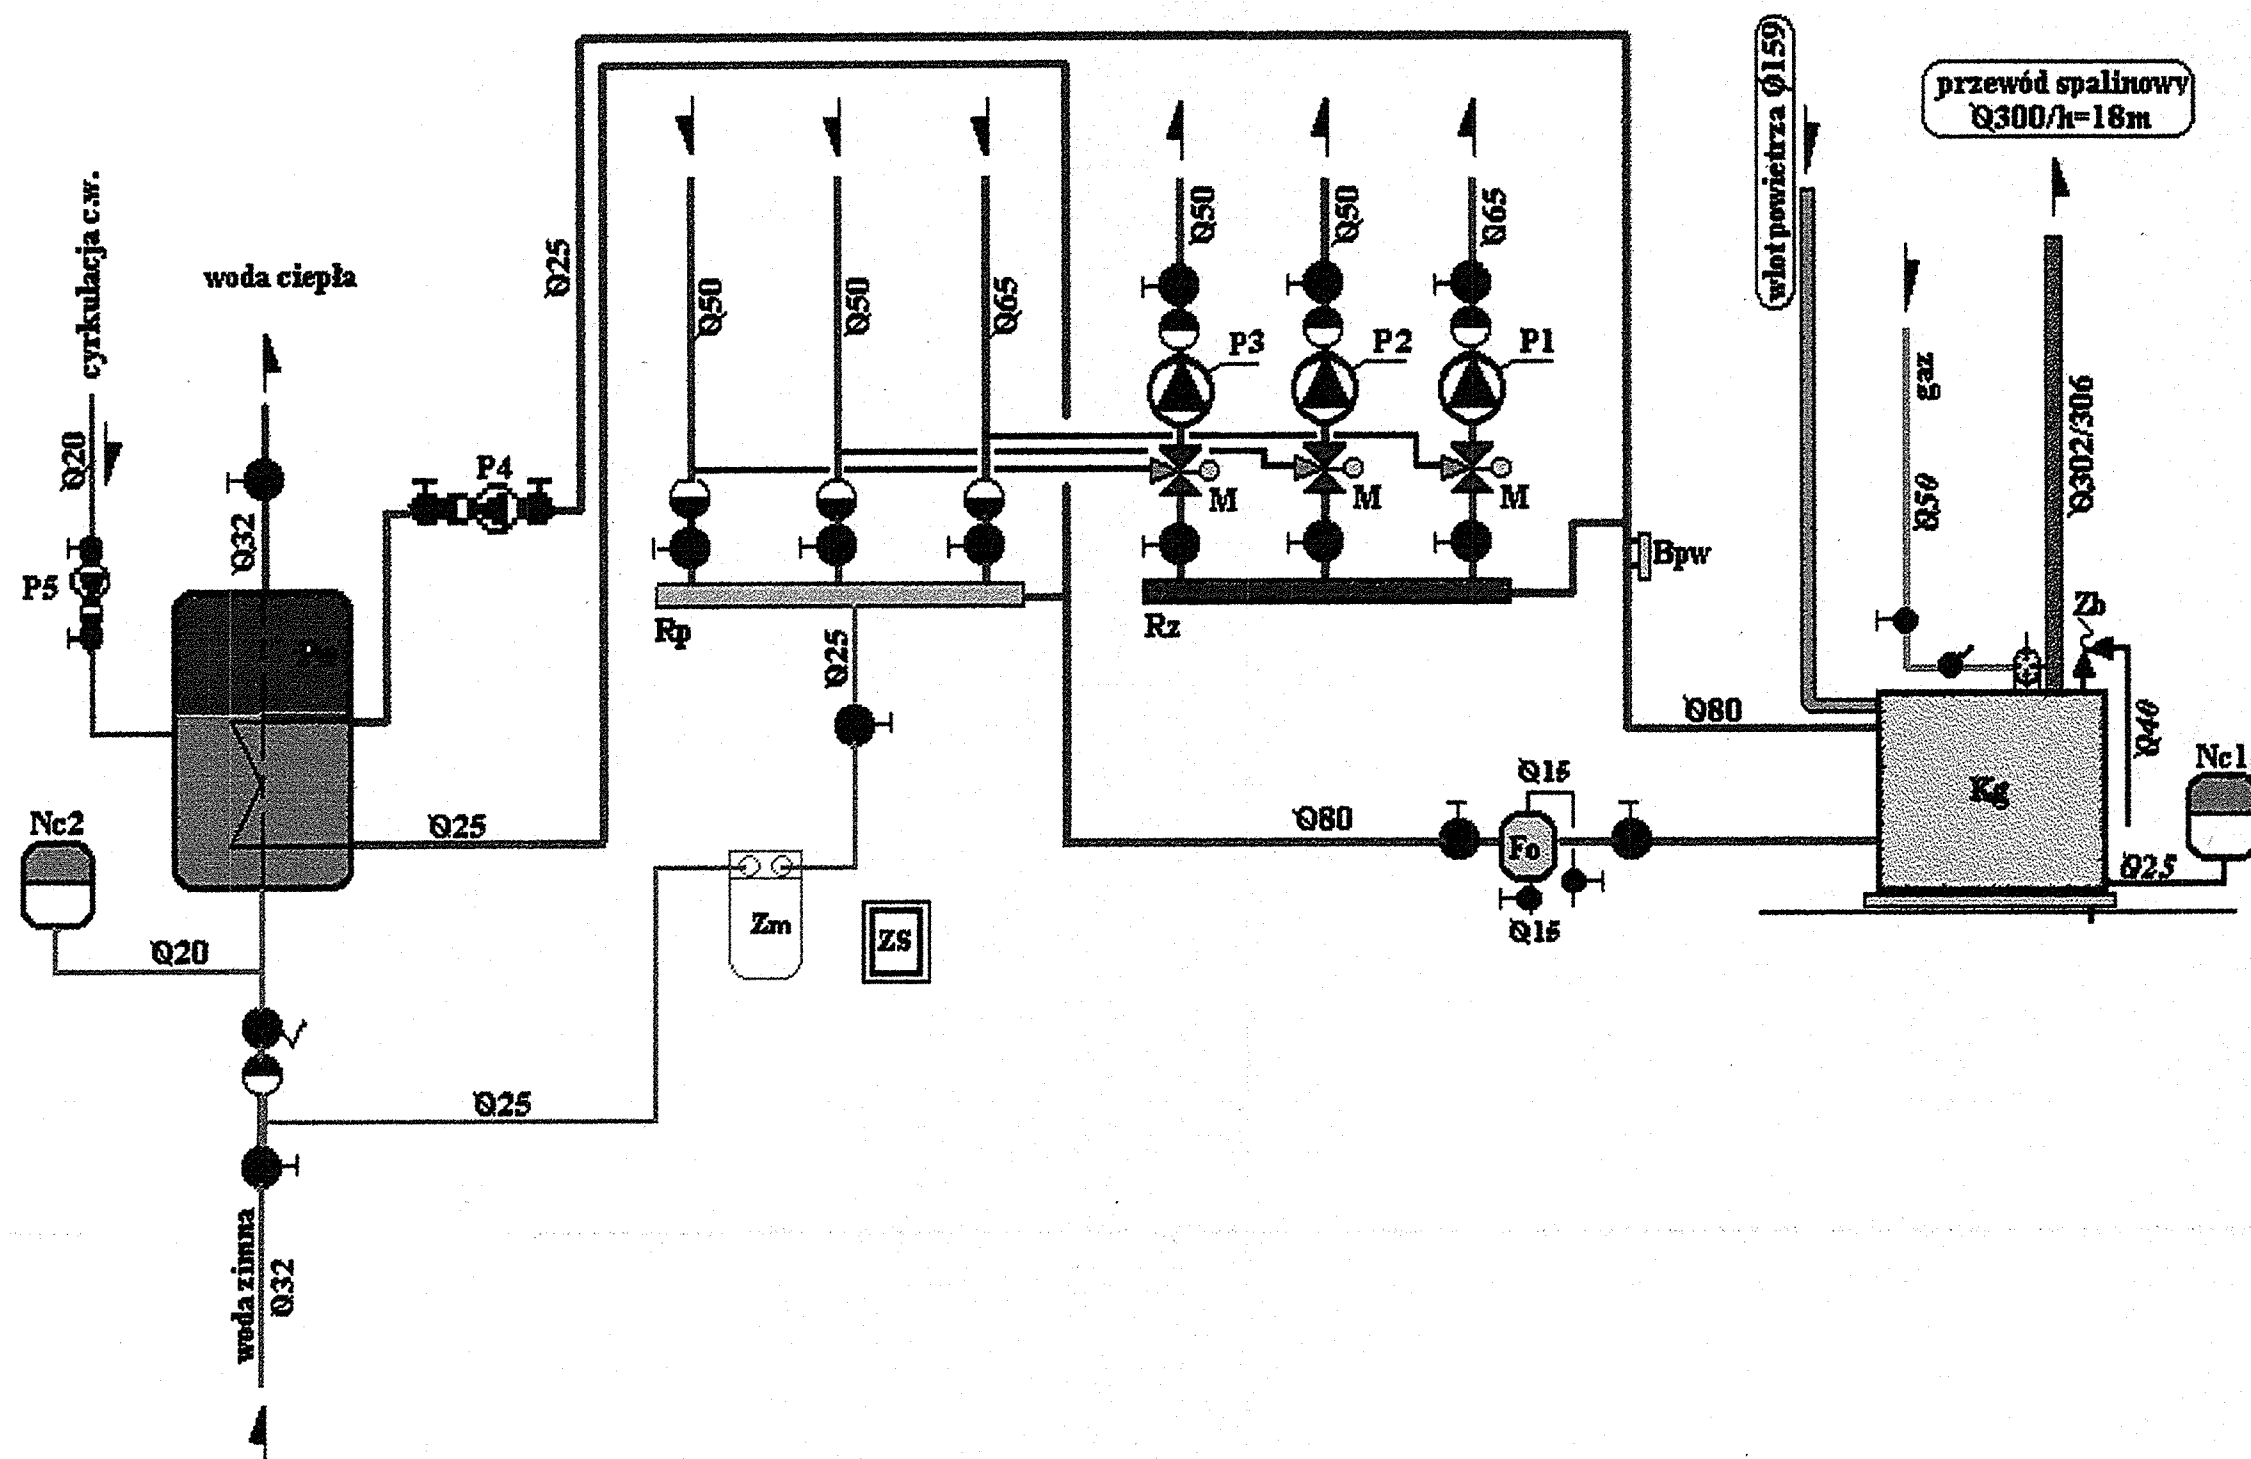 wlot powietrza Ø159
przewód spalinowy
Ø300/h=18m
cyrkulacja c.w.
woda ciepła
Ø25
Ø50
Ø50
Ø65
Ø50
Ø50
Ø65
P3
P2
P1
gaz
Ø50
Ø302/306
Ø20
P4
Ø32
P5
M
M
M
Bpw
Zb
Rp
Rz
Ø25
Ø80
Ø40
Nc1
Kg
Ø15
Ø80
Fo
Ø15
Ø25
Nc2
Ø25
Zm
ZS
Ø20
Ø25
woda zimna
Ø32